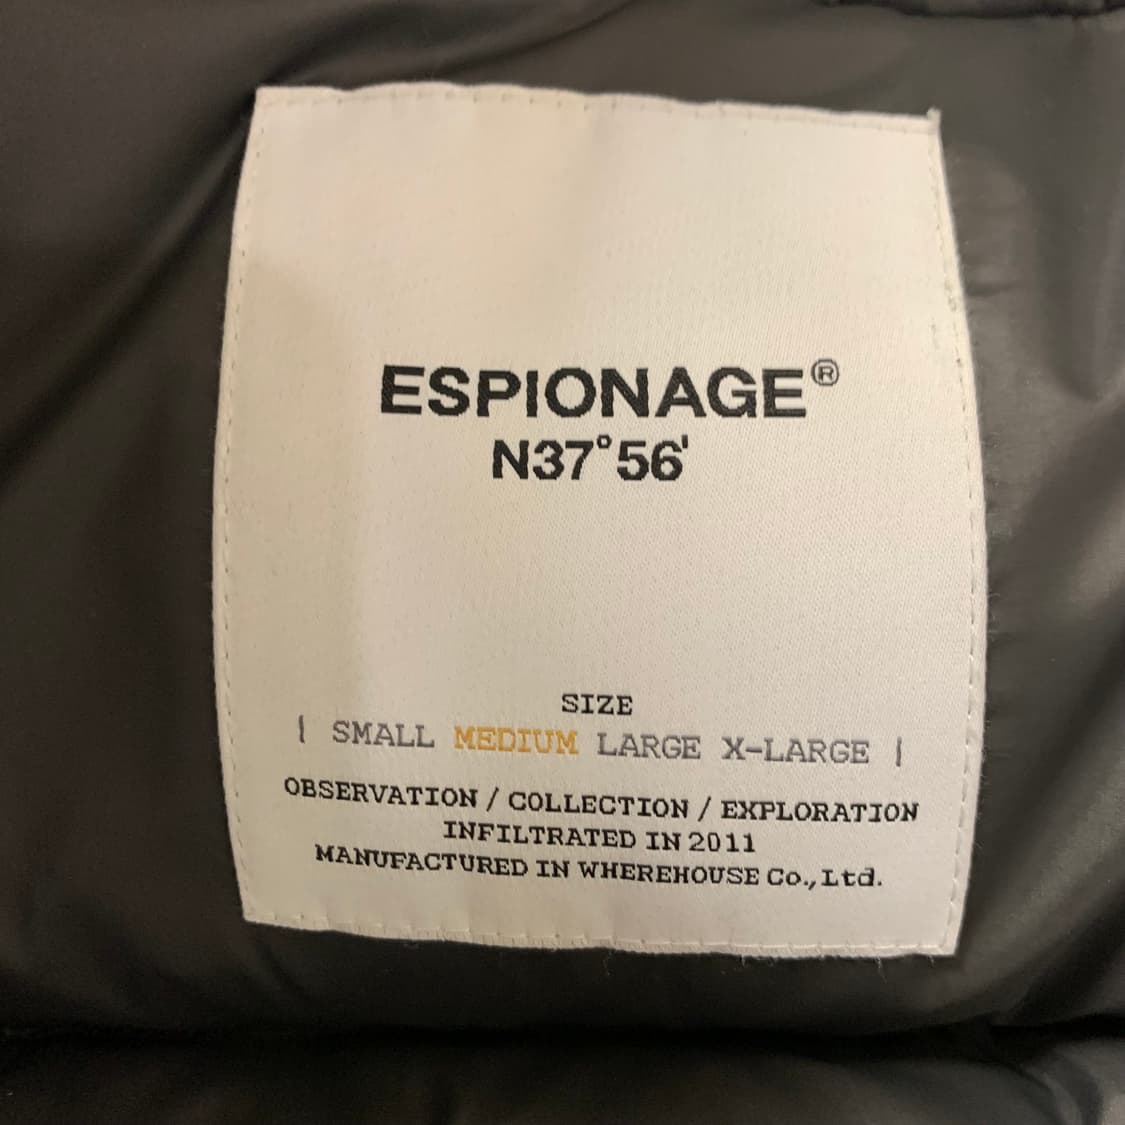 ESPIONAGE®
N37°56'
SIZE
| SMALL MEDIUM LARGE X-LARGE |
OBSERVATION / COLLECTION / EXPLORATION
INFILTRATED IN 2011
MANUFACTURED IN WHEREHOUSE Co., Ltd.